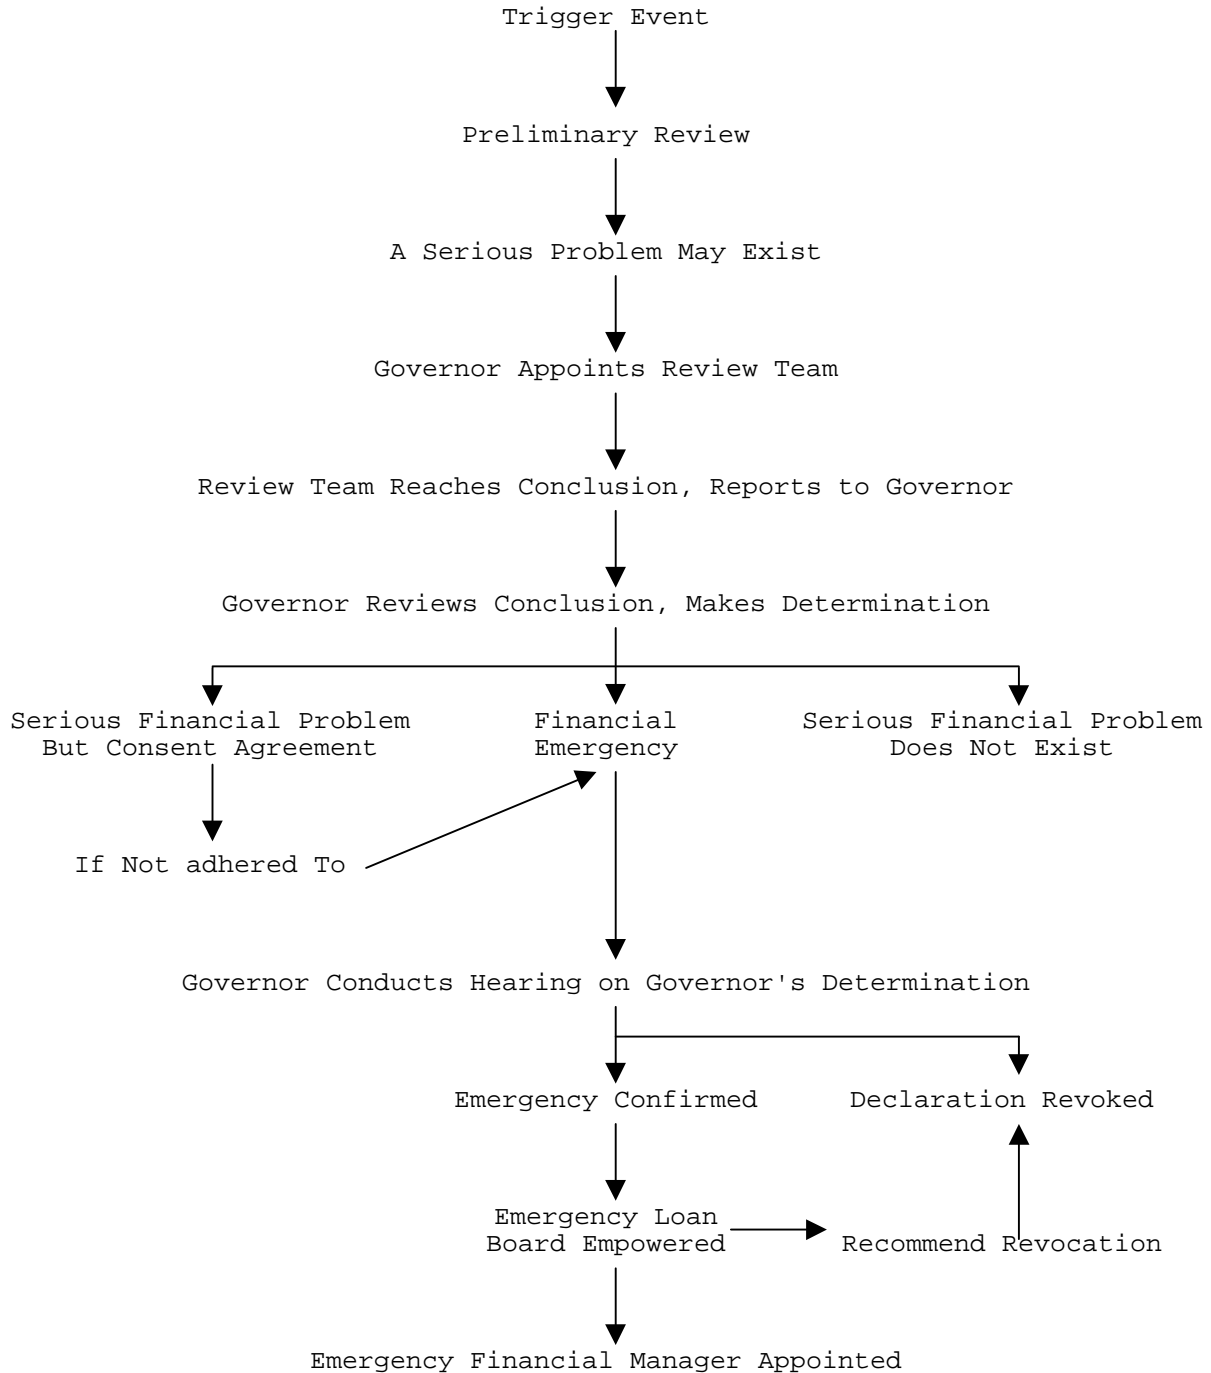 Trigger Event
Preliminary Review
A Serious Problem May Exist
Governor Appoints Review Team
Review Team Reaches Conclusion, Reports to Governor
Governor Reviews Conclusion, Makes Determination
Serious Financial Problem
But Consent Agreement
Financial
Emergency
Serious Financial Problem
Does Not Exist
If Not adhered To
Governor Conducts Hearing on Governor's Determination
Emergency Confirmed
Declaration Revoked
Emergency Loan
Board Empowered
Recommend Revocation
Emergency Financial Manager Appointed